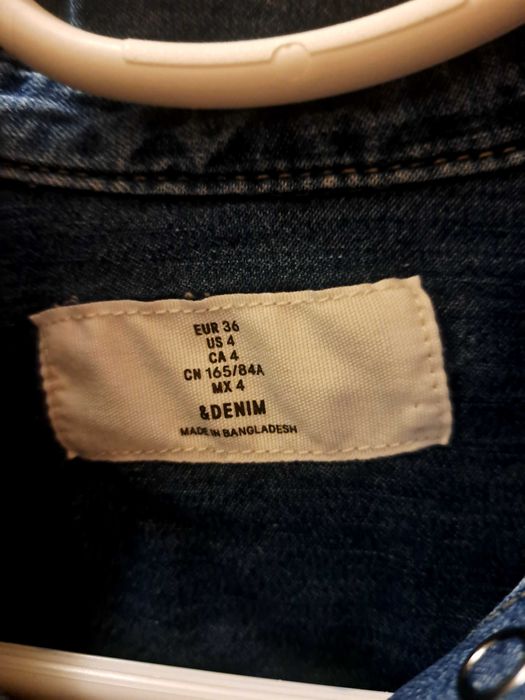 EUR 36
US 4
CA 4
CN 165/84A
MX 4
&DENIM
MADE IN BANGLADESH